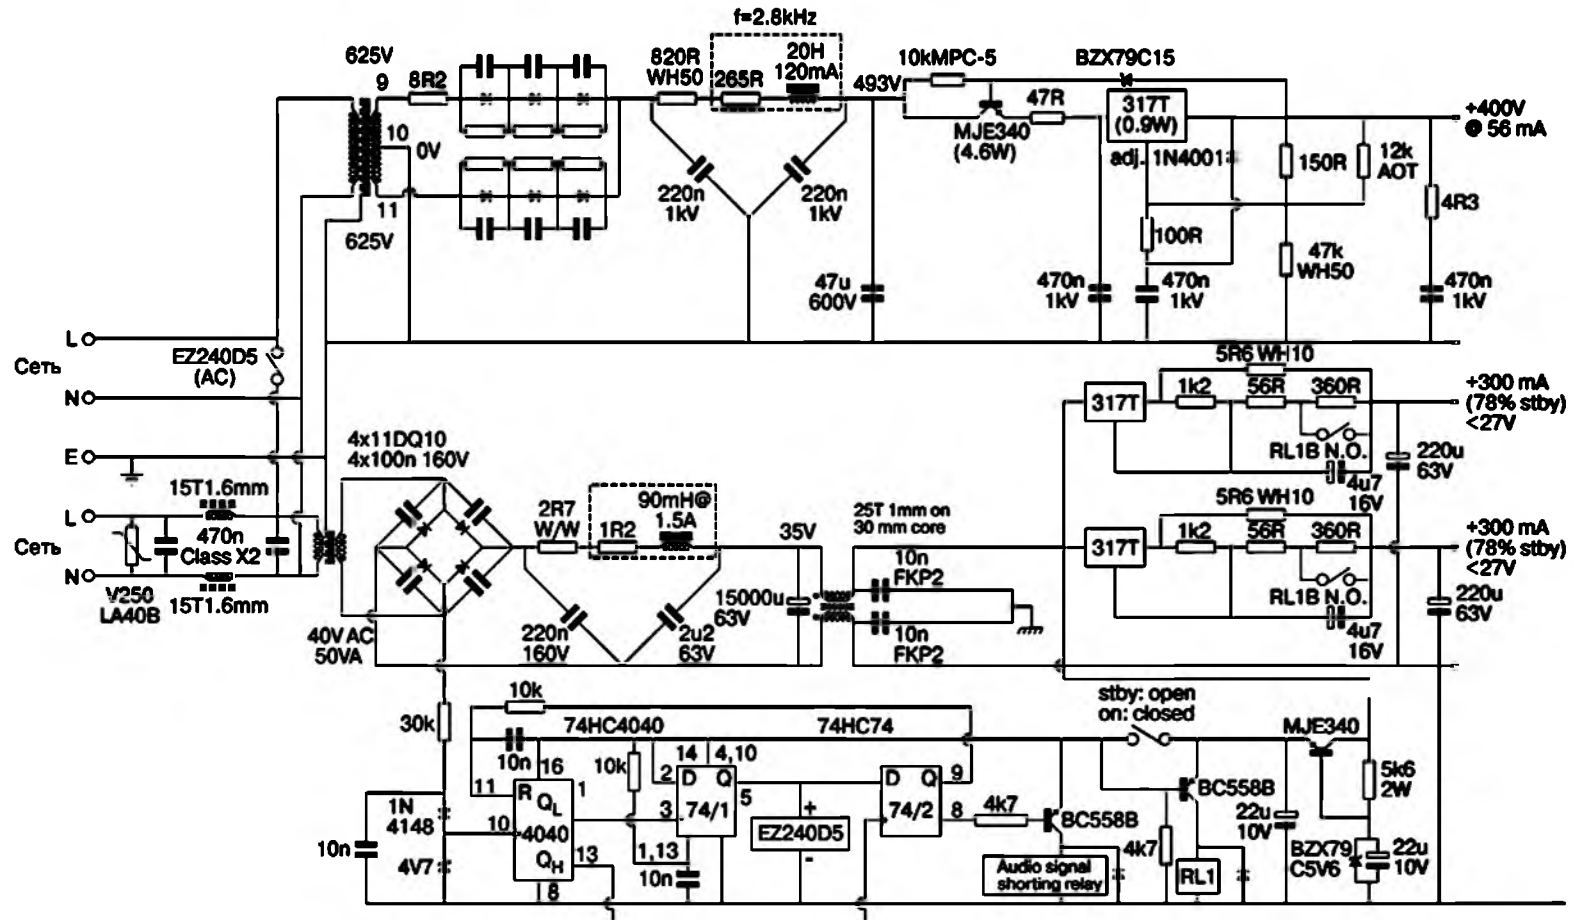 f=2.8kHz
625V
9
8R2
820R
WH50
265R
20H
120mA
493V
10kMPC-5
BZX79C15
47R
317T
(0.9W)
MJE340
(4.6W)
adj.
1N4001
+400V
@ 56 mA
10
0V
11
625V
220n
1kV
220n
1kV
150R
12k
AOT
4R3
100R
47k
WH50
47u
600V
470n
1kV
470n
1kV
470n
1kV
L
Сеть
N
EZ240D5
(AC)
E
15T1.6mm
L
Сеть
N
470n
Class X2
V250
LA40B
15T1.6mm
4x11DQ10
4x100n 160V
40V AC
50VA
2R7
W/W
1R2
90mH@
1.5A
35V
220n
160V
2u2
63V
15000u
63V
25T 1mm on
30 mm core
10n
FKP2
10n
FKP2
5R6 WH10
317T
1k2
56R
360R
RL1B N.O.
4u7
16V
220u
63V
+300 mA
(78% stby)
<27V
5R6 WH10
317T
1k2
56R
360R
RL1B N.O.
4u7
16V
220u
63V
+300 mA
(78% stby)
<27V
30k
10k
10n
74HC4040
74HC74
16
10k
14
4,10
11
R
QL
1
2
D
Q
5
3
74/1
1N
4148
10
4040
4V7
10n
QH
13
8
1,13
10n
+
EZ240D5
-
D
Q
9
74/2
8
4k7
BC558B
Audio signal
shorting relay
stby: open
on: closed
MJE340
BC558B
4k7
RL1
22u
10V
5k6
2W
BZX79
C5V6
22u
10V